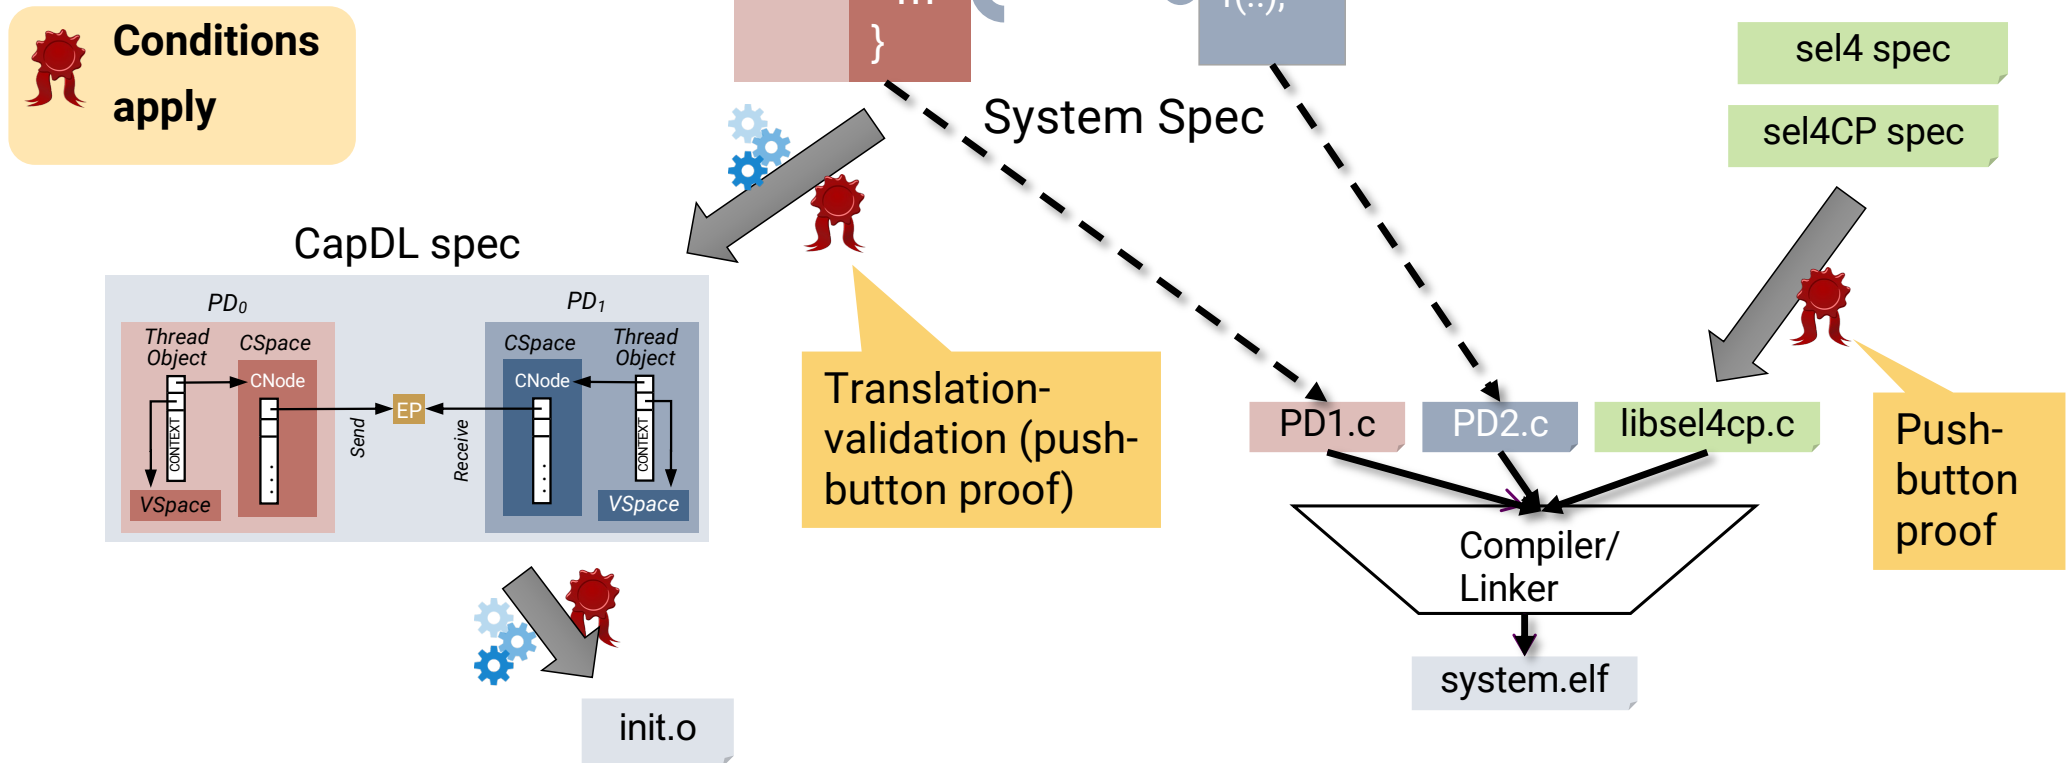 Conditions
apply
}
System Spec
sel4 spec
sel4CP spec
CapDL spec
PD0
PD1
Thread
Object
CSpace
CNode
CONTEXT
VSpace
Send
EP
Receive
CSpace
CNode
Thread
Object
CONTEXT
VSpace
Translation-
validation (push-
button proof)
PD1.c
PD2.c
libsel4cp.c
Push-
button
proof
Compiler/
Linker
system.elf
init.o